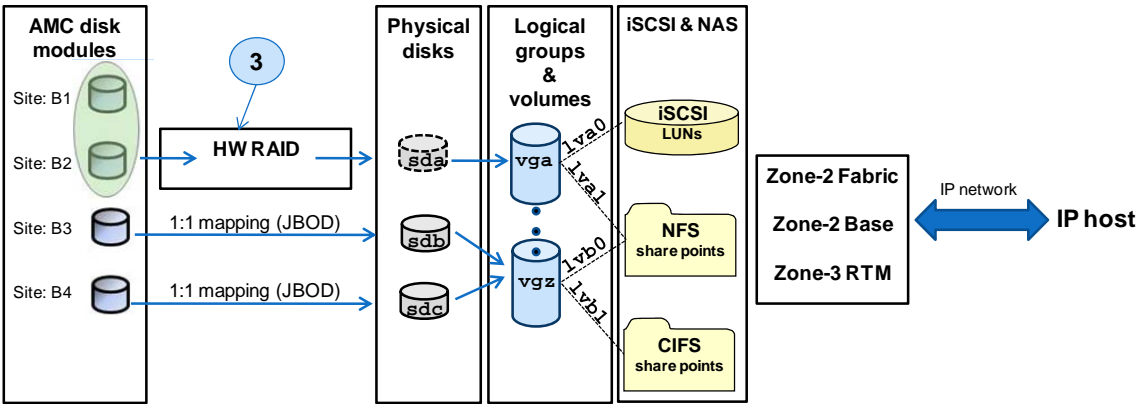 AMC disk
modules
Site: B1
Site: B2
Site: B3
Site: B4
3
HW RAID
1:1 mapping (JBOD)
1:1 mapping (JBOD)
Physical
disks
sda
sdb
sdc
Logical
groups
&
volumes
vga
vgz
lva0
lva1
lvb0
lvb1
iSCSI & NAS
iSCSI
LUNs
NFS
share points
CIFS
share points
Zone-2 Fabric
Zone-2 Base
Zone-3 RTM
IP network
IP host